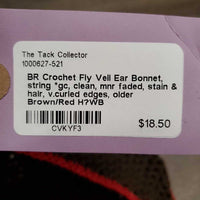 The Tack Collector
1000627-521
BR Crochet Fly Veil Ear Bonnet,
string *gc, clean, mnr faded, stain &
hair, v.curled edges, older
Brown/Red H?WB
CVKYF3
$18.50